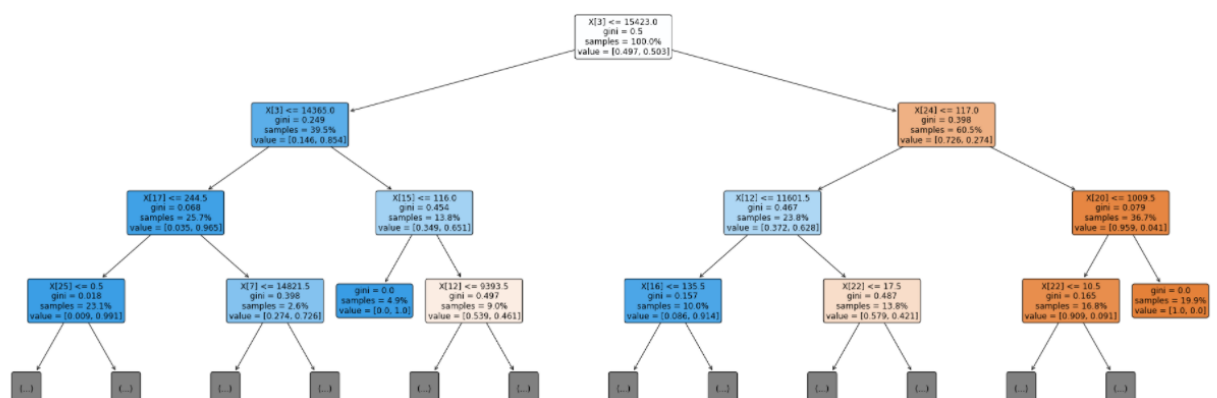 X[3] <= 15423.0
gini = 0.5
samples = 100.0%
value = [0.497, 0.503]
X[3] <= 14365.0
gini = 0.249
samples = 39.5%
value = [0.146, 0.854]
X[24] <= 117.0
gini = 0.398
samples = 60.5%
value = [0.726, 0.274]
X[17] <= 244.5
gini = 0.068
samples = 25.7%
value = [0.035, 0.965]
X[15] <= 116.0
gini = 0.454
samples = 13.8%
value = [0.349, 0.651]
X[12] <= 11601.5
gini = 0.467
samples = 23.8%
value = [0.372, 0.628]
X[20] <= 1009.5
gini = 0.079
samples = 36.7%
value = [0.959, 0.041]
X[25] <= 0.5
gini = 0.018
samples = 23.1%
value = [0.009, 0.991]
X[7] <= 14821.5
gini = 0.398
samples = 2.6%
value = [0.274, 0.726]
gini = 0.0
samples = 4.9%
value = [0.0, 1.0]
X[12] <= 9393.5
gini = 0.497
samples = 9.0%
value = [0.539, 0.461]
X[16] <= 135.5
gini = 0.157
samples = 10.0%
value = [0.086, 0.914]
X[22] <= 17.5
gini = 0.487
samples = 13.8%
value = [0.579, 0.421]
X[22] <= 10.5
gini = 0.165
samples = 16.8%
value = [0.909, 0.091]
gini = 0.0
samples = 19.9%
value = [1.0, 0.0]
(...)
(...)
(...)
(...)
(...)
(...)
(...)
(...)
(...)
(...)
(...)
(...)